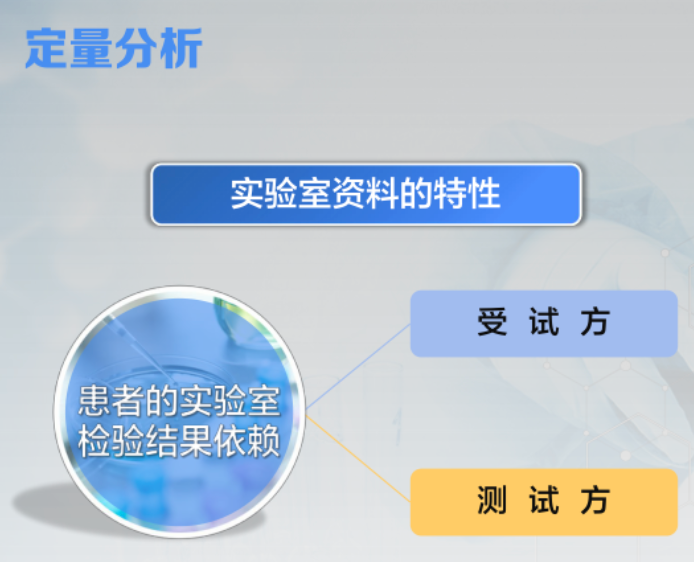 定量分析
实验室资料的特性
患者的实验室
检验结果依赖
受试方
测试方